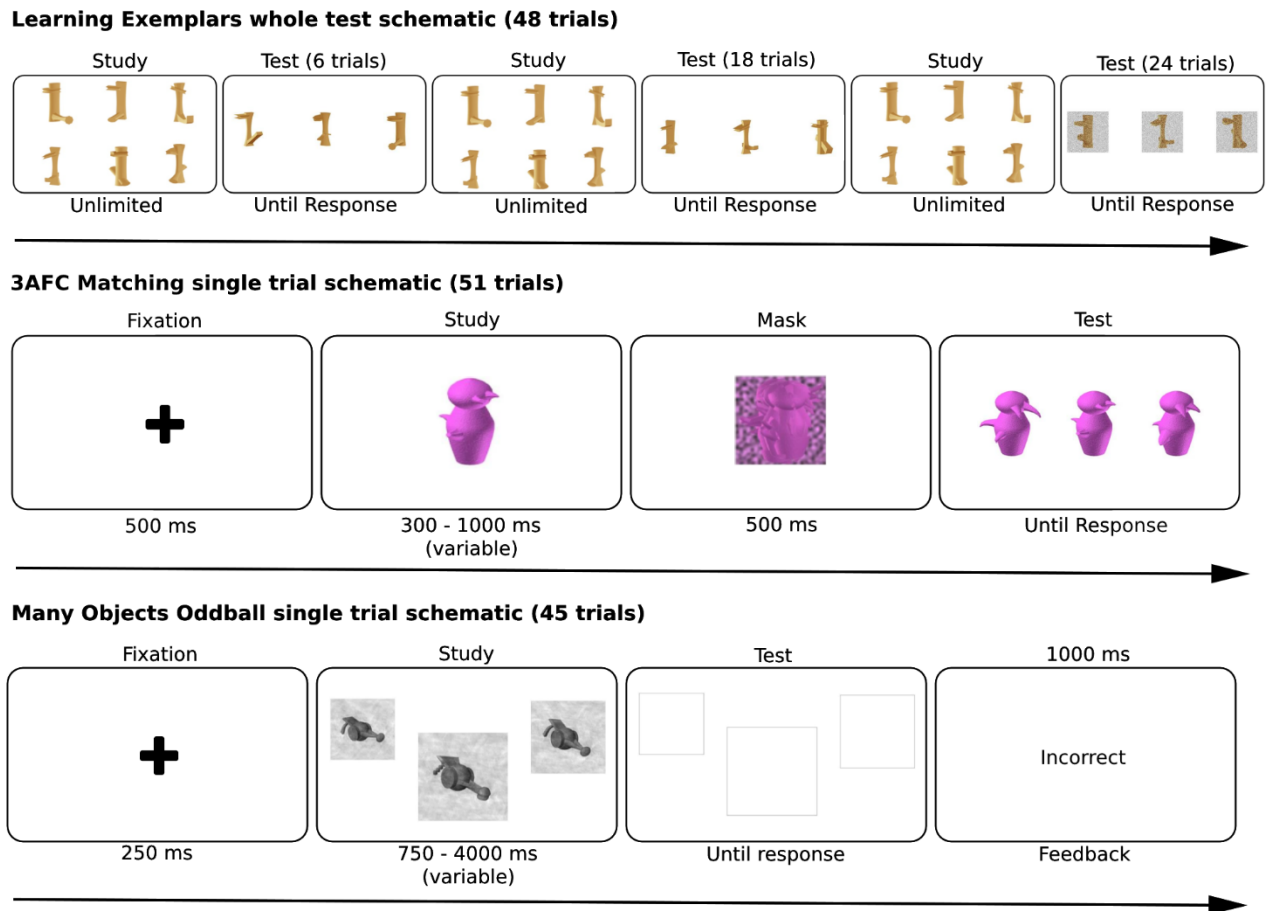 Learning Exemplars whole test schematic (48 trials)
Study
Test (6 trials)
Study
Test (18 trials)
Study
Test (24 trials)
Unlimited
Until Response
Unlimited
Until Response
Unlimited
Until Response
3AFC Matching single trial schematic (51 trials)
Fixation
Study
Mask
Test
500 ms
300 - 1000 ms
(variable)
500 ms
Until Response
Many Objects Oddball single trial schematic (45 trials)
Fixation
Study
Test
1000 ms
Incorrect
250 ms
750 - 4000 ms
(variable)
Until response
Feedback